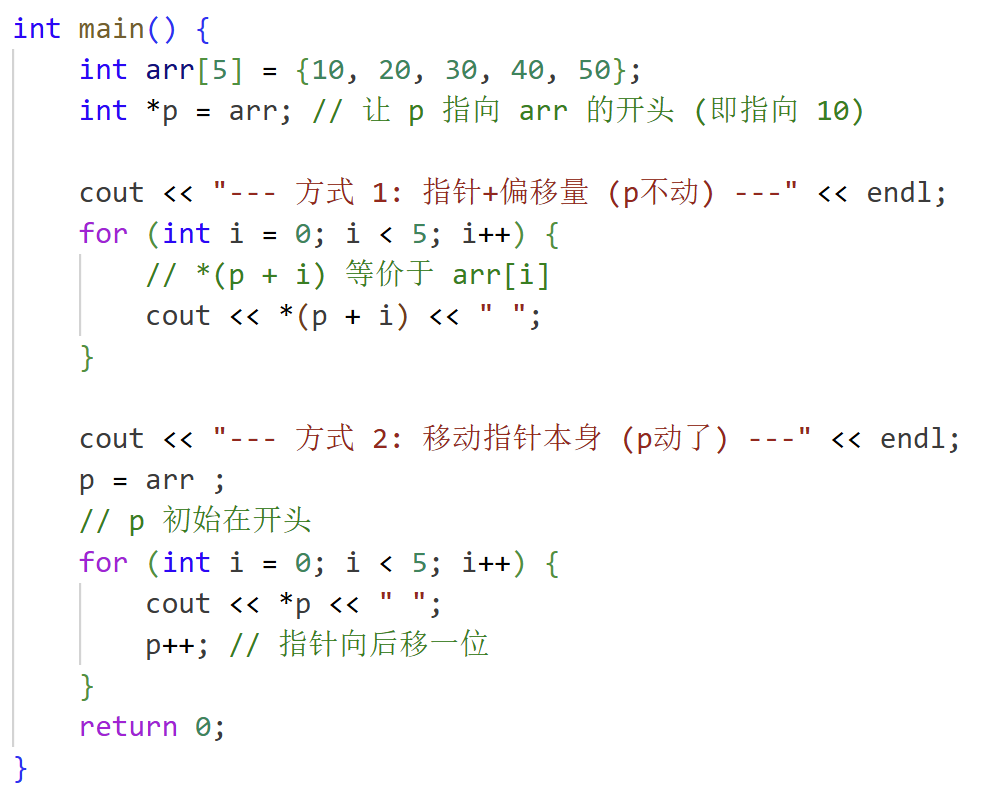 int main() {
    int arr[5] = {10, 20, 30, 40, 50};
    int *p = arr; // 让 p 指向 arr 的开头 (即指向 10)

    cout << "--- 方式 1: 指针+偏移量 (p不动) ---" << endl;
    for (int i = 0; i < 5; i++) {
        // *(p + i) 等价于 arr[i]
        cout << *(p + i) << " ";
    }

    cout << "--- 方式 2: 移动指针本身 (p动了) ---" << endl;
    p = arr ;
    // p 初始在开头
    for (int i = 0; i < 5; i++) {
        cout << *p << " ";
        p++; // 指针向后移一位
    }
    return 0;
}